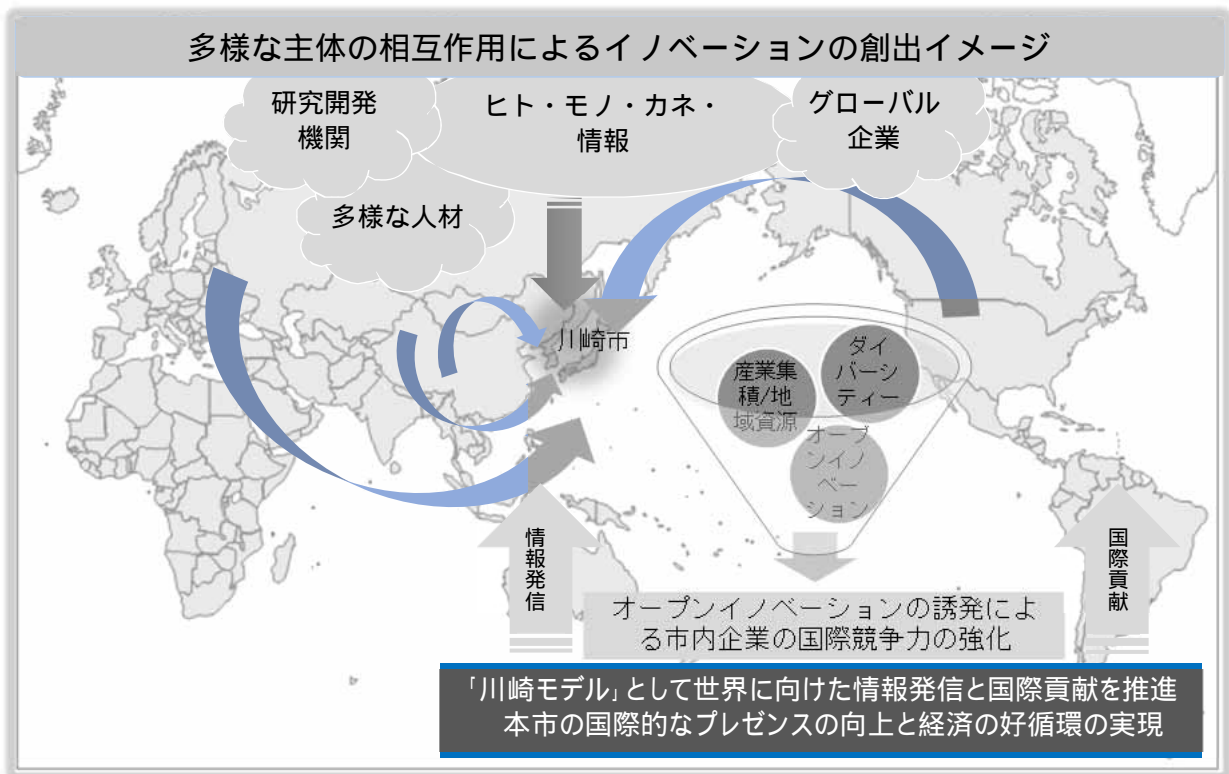 多様な主体の相互作用によるイノベーションの創出イメージ
研究開発
機関
ヒト・モノ・カネ・
情報
グローバル
企業
多様な人材
川崎市
産業集
積/地
域資源
ダイ
バーシ
ティー
オープ
ンイノ
ベー
ション
情報発信
国際貢献
オープンイノベーションの誘発によ
る市内企業の国際競争力の強化
「川崎モデル」として世界に向けた情報発信と国際貢献を推進
本市の国際的なプレゼンスの向上と経済の好循環の実現